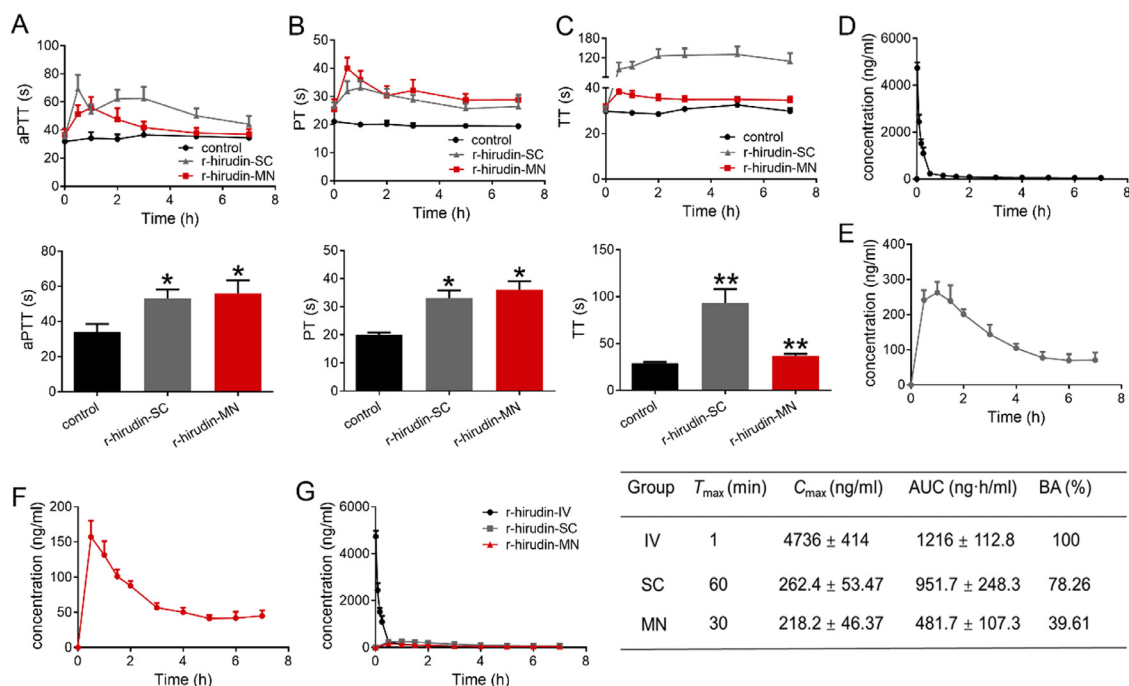 A
100
80
60
40
20
0
aPTT (s)
control
r-hirudin-SC
r-hirudin-MN
0 2 4 6 8
Time (h)
B
50
40
30
20
10
0
PT (s)
control
r-hirudin-SC
r-hirudin-MN
0 2 4 6 8
Time (h)
C
180
120
60
30
0
TT (s)
control
r-hirudin-SC
r-hirudin-MN
0 2 4 6 8
Time (h)
D
6000
4000
2000
0
concentration (ng/ml)
0 2 4 6 8
Time (h)
80
60
40
20
0
aPTT (s)
* *
control
r-hirudin-SC
r-hirudin-MN
50
40
30
20
10
0
PT (s)
* *
control
r-hirudin-SC
r-hirudin-MN
150
100
50
0
TT (s)
** **
control
r-hirudin-SC
r-hirudin-MN
E
400
300
200
100
0
concentration (ng/ml)
0 2 4 6 8
Time (h)
F
200
150
100
50
0
concentration (ng/ml)
0 2 4 6 8
Time (h)
G
6000
4000
2000
0
concentration (ng/ml)
r-hirudin-IV
r-hirudin-SC
r-hirudin-MN
0 2 4 6 8
Time (h)
Group Tmax (min) Cmax (ng/ml) AUC (ng·h/ml) BA (%)
IV 1 4736 ± 414 1216 ± 112.8 100
SC 60 262.4 ± 53.47 951.7 ± 248.3 78.26
MN 30 218.2 ± 46.37 481.7 ± 107.3 39.61